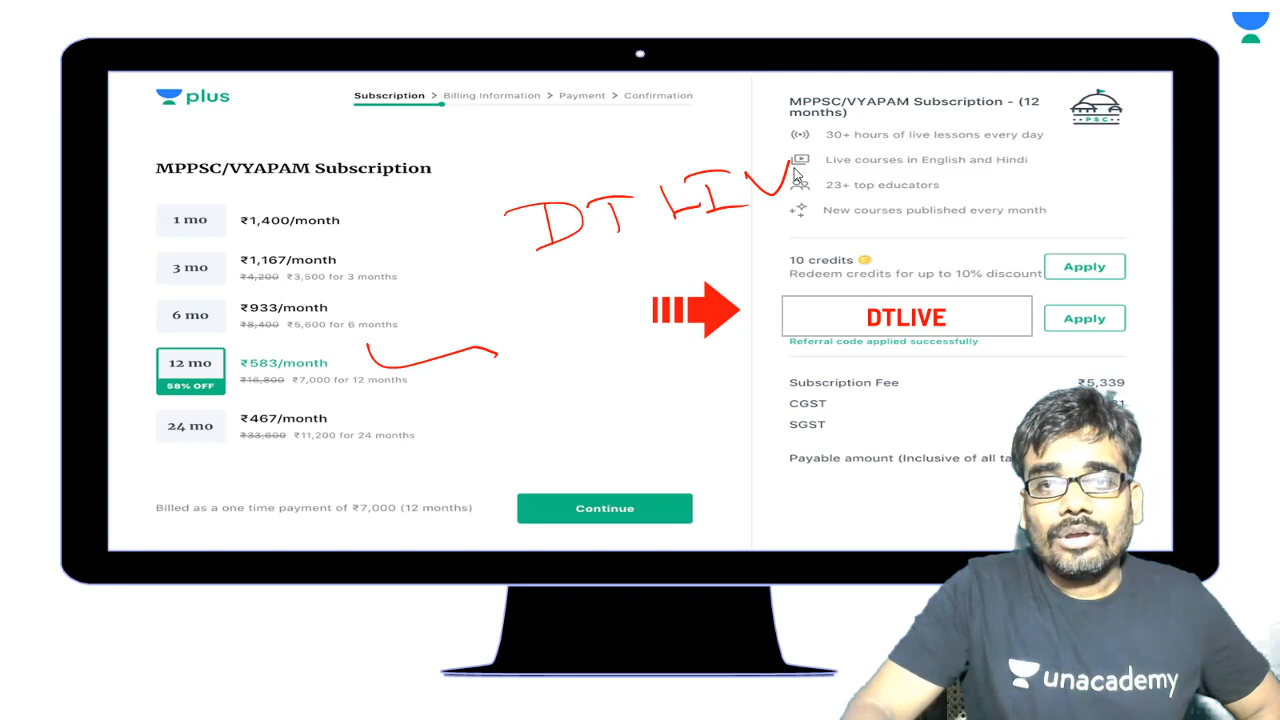 plus
Subscription > Billing Information > Payment > Confirmation
MPPSC/VYAPAM Subscription
1 mo ₹1,400/month
3 mo ₹1,167/month
₹4,200 ₹3,500 for 3 months
6 mo ₹933/month
₹8,400 ₹5,600 for 6 months
12 mo ₹583/month
58% OFF ₹16,800 ₹7,000 for 12 months
24 mo ₹467/month
₹33,600 ₹11,200 for 24 months
Billed as a one time payment of ₹7,000 (12 months)
Continue
DT LIV
MPPSC/VYAPAM Subscription - (12
months)
PSC
30+ hours of live lessons every day
Live courses in English and Hindi
23+ top educators
New courses published every month
10 credits
Redeem credits for up to 10% discount
Apply
DTLIVE
Apply
Referral code applied successfully
Subscription Fee ₹5,339
CGST
SGST
Payable amount (Inclusive of all
unacademy